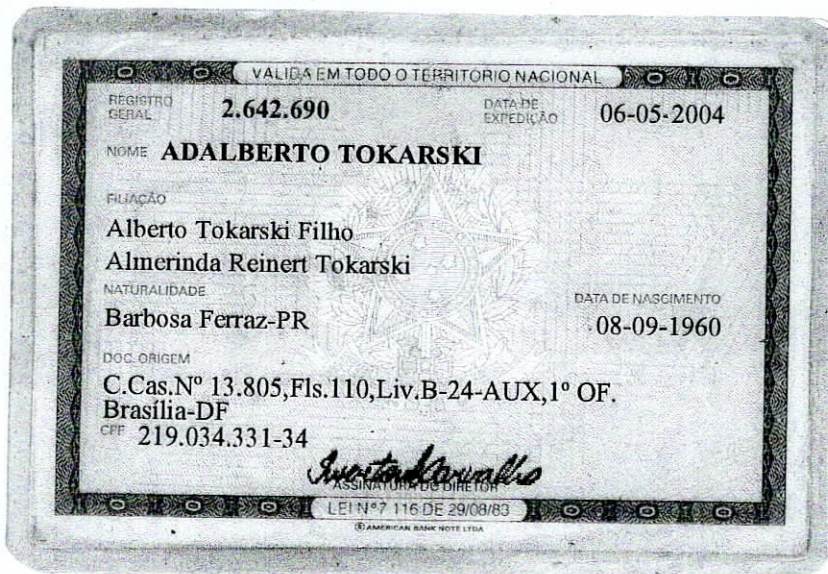 VALIDA EM TODO O TERRITORIO NACIONAL
REGISTRO GERAL 2.642.690 DATA DE EXPEDIÇÃO 06-05-2004
NOME ADALBERTO TOKARSKI
FILIAÇÃO
Alberto Tokarski Filho
Almerinda Reinert Tokarski
NATURALIDADE DATA DE NASCIMENTO
Barbosa Ferraz-PR 08-09-1960
DOC. ORIGEM
C.Cas.Nº 13.805,Fls.110,Liv.B-24-AUX,1º OF.
Brasília-DF
CPF 219.034.331-34
ASSINATURA DO DIRETOR
LEI Nº 7 116 DE 29/08/83
AMERICAN BANK NOTE LTDA